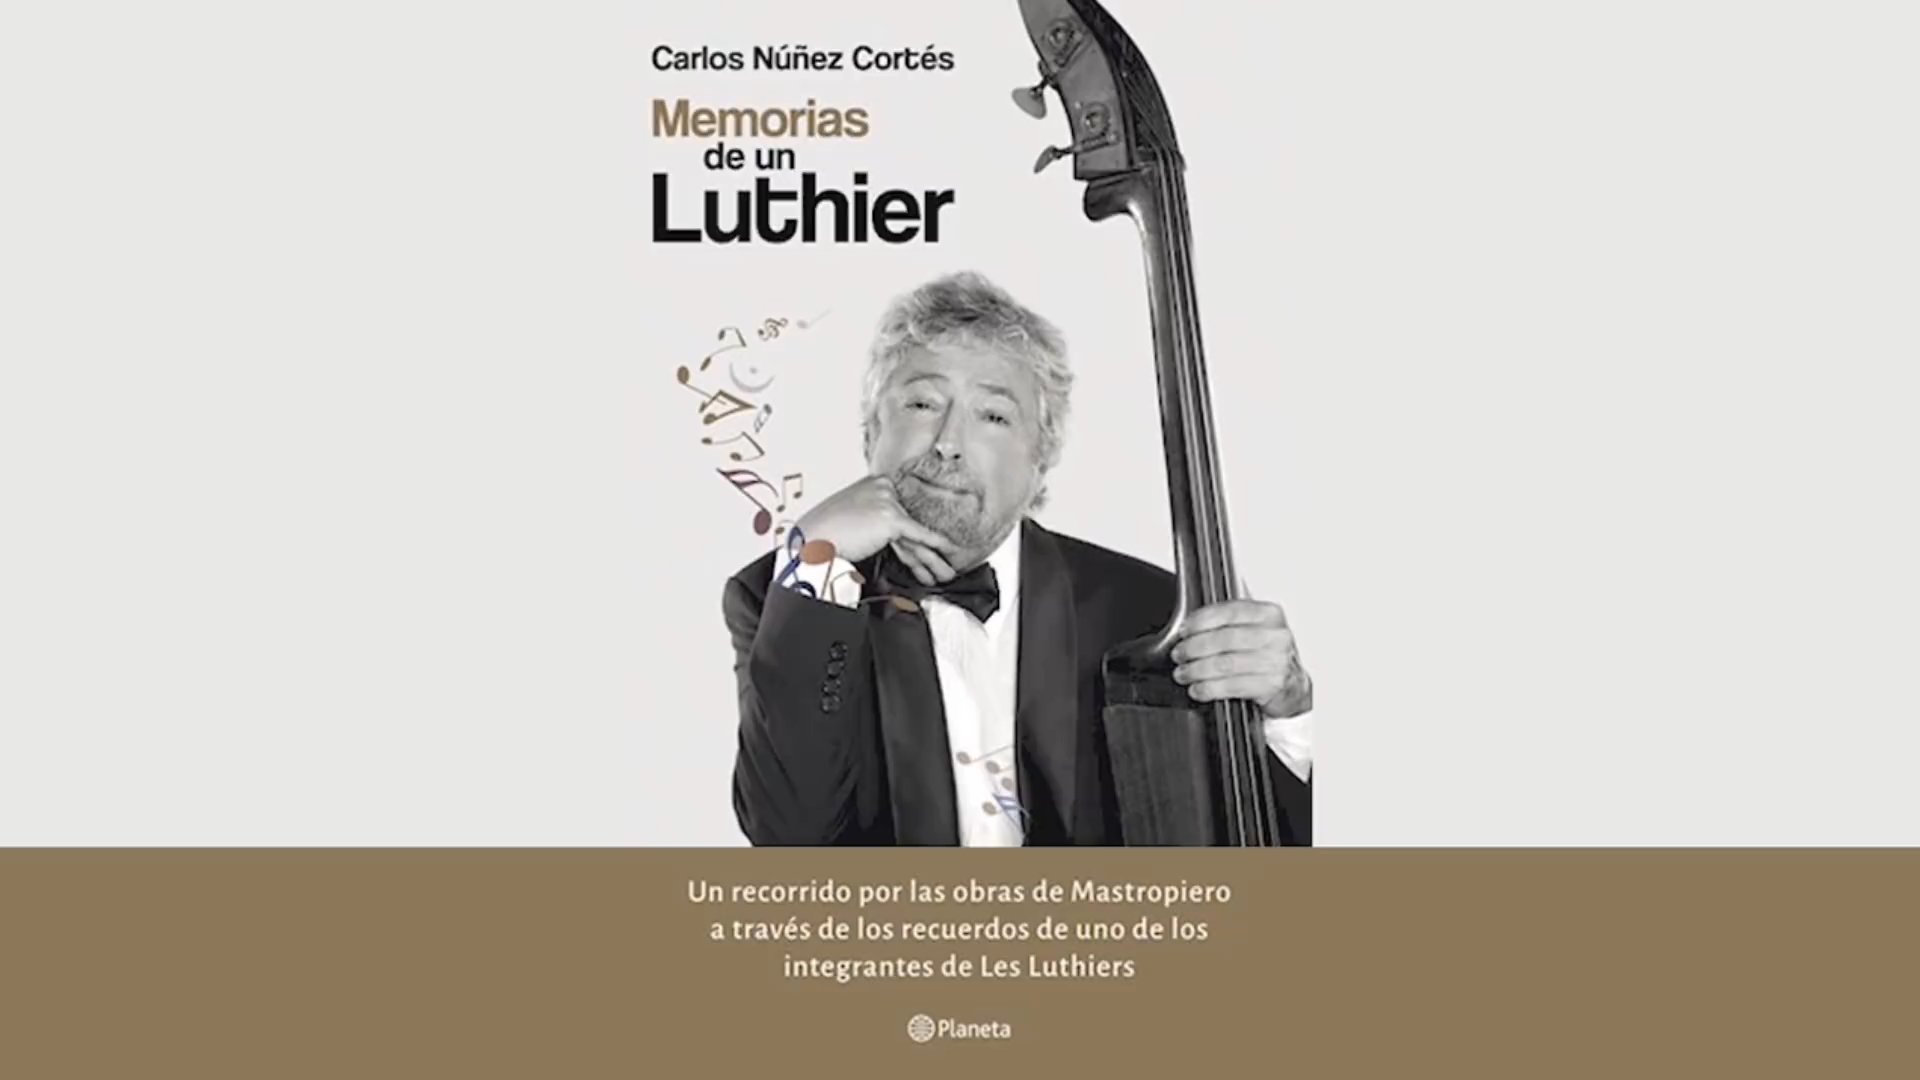 Carlos Núñez Cortés
Memorias
de un
Luthier
Un recorrido por las obras de Mastropiero
a través de los recuerdos de uno de los
integrantes de Les Luthiers
Planeta